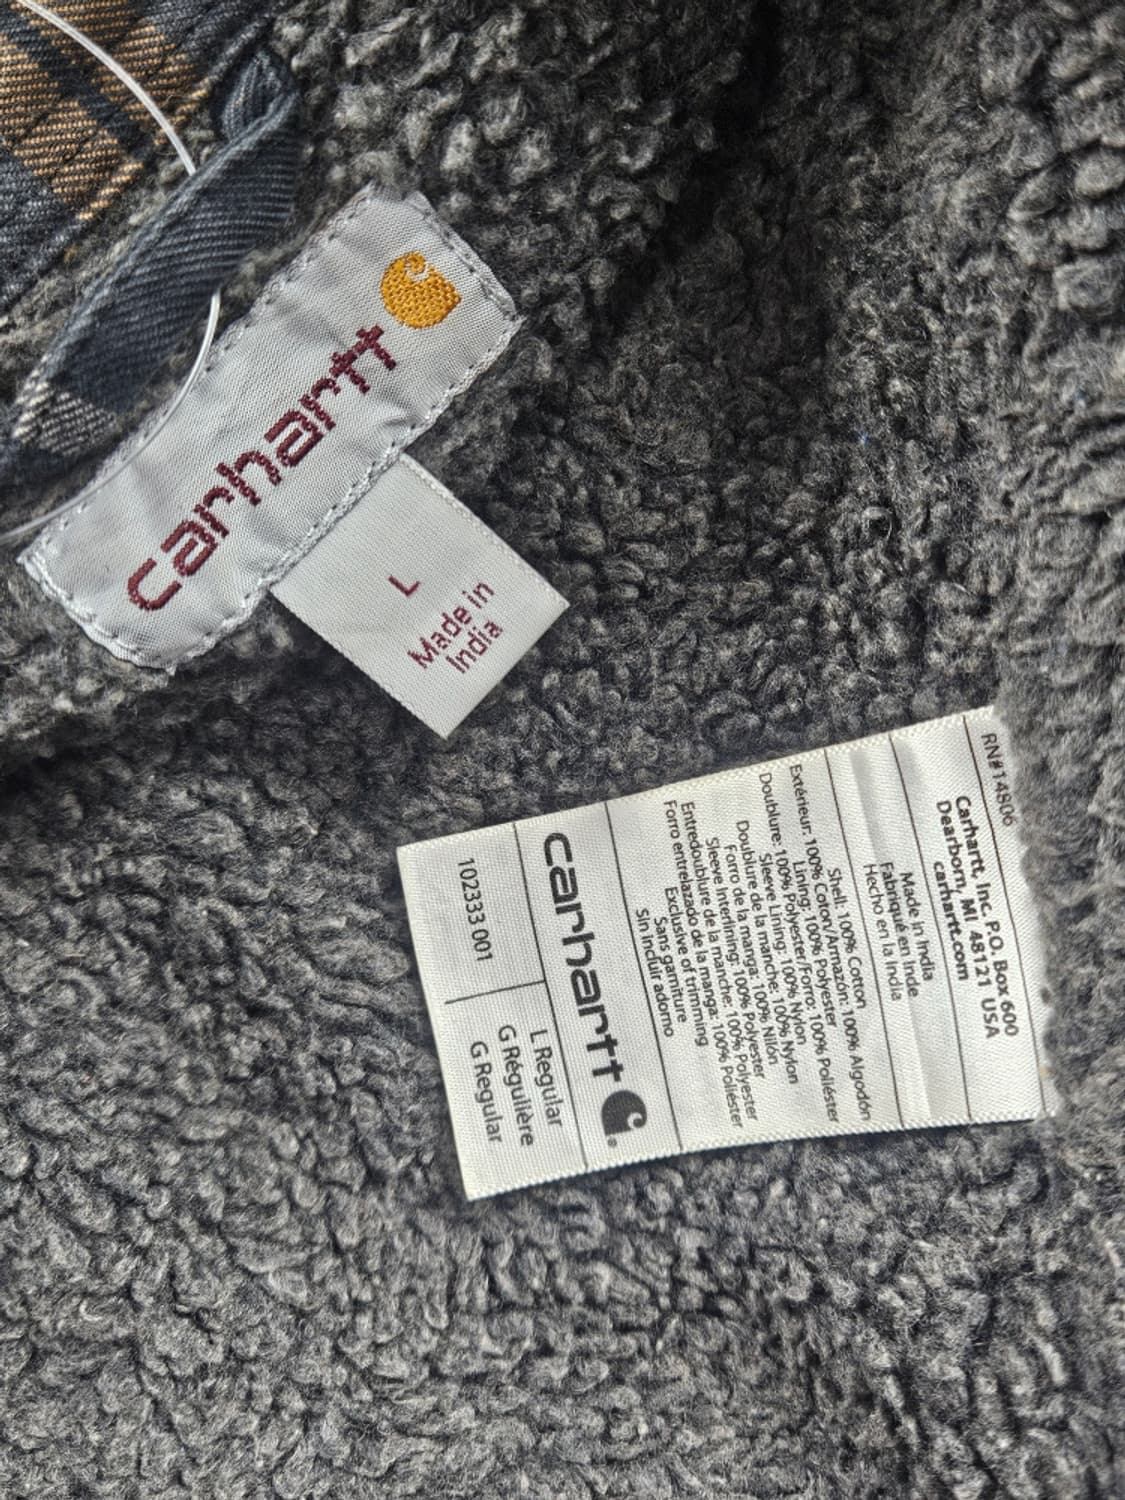 carhartt
L
Made in
India
RN#14806
Carhartt, Inc. P.O. Box 600
Dearborn, MI 48121 USA
carhartt.com
Made in India
Fabriqué en Inde
Hecho en la India
Shell: 100% Cotton
Extérieur: 100% Coton/Armazón: 100% Algodón
Lining: 100% Polyester
Doublure: 100% Polyester/Forro: 100% Poliéster
Sleeve Lining: 100% Nylon
Doublure de la manche: 100% Nylon
Forro de la manga: 100% Nilón
Sleeve Interlining: 100% Polyester
Entredoublure de la manche: 100% Polyester
Forro entrelazado de la manga: 100% Poliéster
Exclusive of trimming
Sans garniture
Sin incluir adorno
carhartt
102333 001
L Regular
G Régulière
G Regular